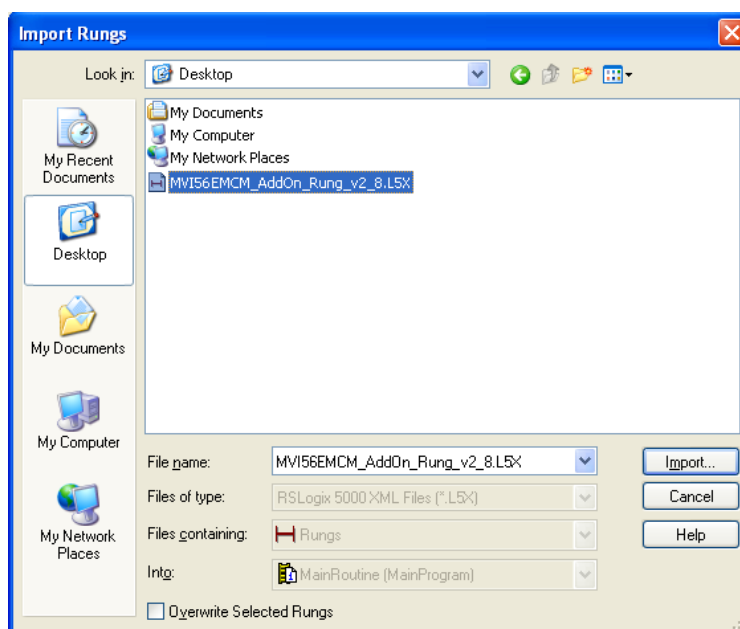 Import Rungs
Look in:
Desktop
My Recent
Documents
Desktop
My Documents
My Computer
My Network
Places
My Documents
My Computer
My Network Places
MVI56EMCM_AddOn_Rung_v2_8.L5X
File name:
MVI56EMCM_AddOn_Rung_v2_8.L5X
Import...
Files of type:
RSLogix 5000 XML Files (*.L5X)
Cancel
Files containing:
Rungs
Help
Into:
MainRoutine (MainProgram)
Overwrite Selected Rungs